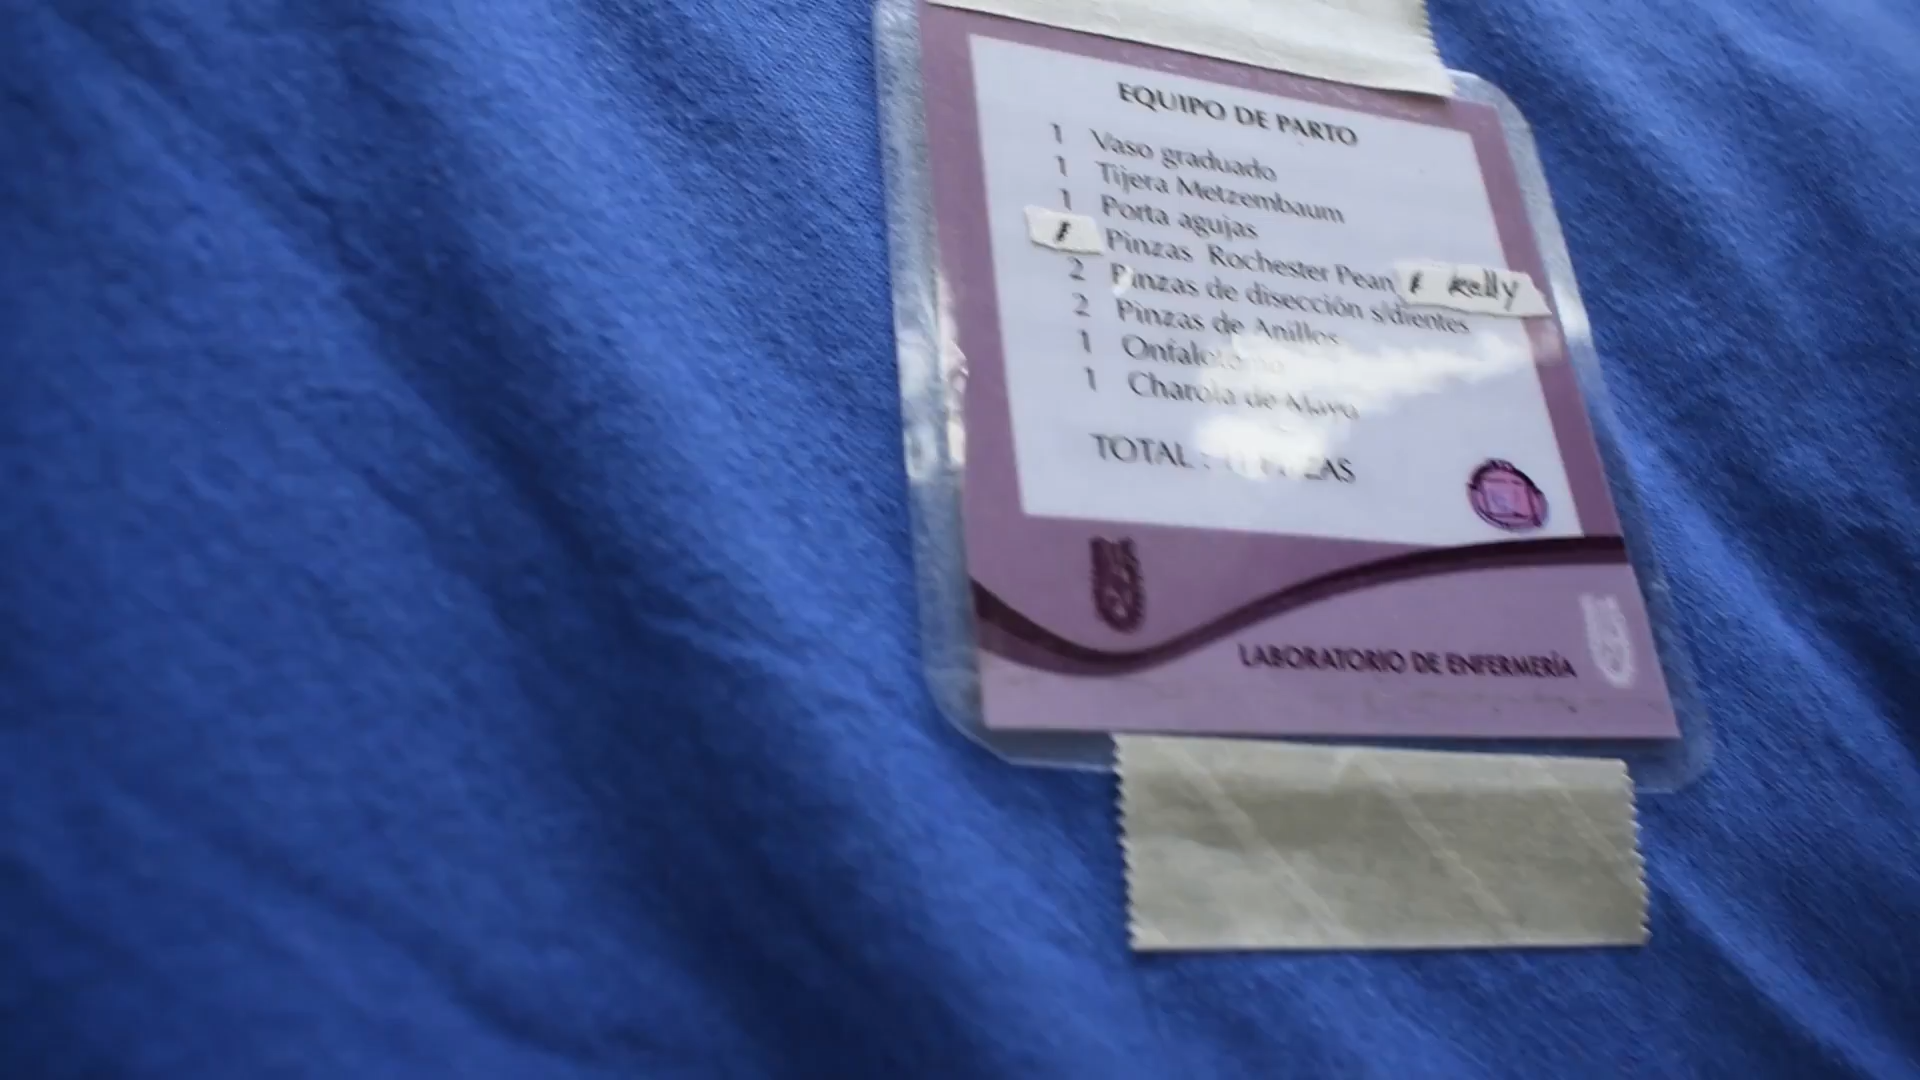 EQUIPO DE PARTO
1 Vaso graduado
1 Tijera Metzembaum
1 Porta agujas
1 Pinzas Rochester Pean 1 kelly
2 Pinzas de disección s/dientes
2 Pinzas de Anillos
1 Onfalotomo
1 Charola de Mayo
TOTAL :
LABORATORIO DE ENFERMERÍA